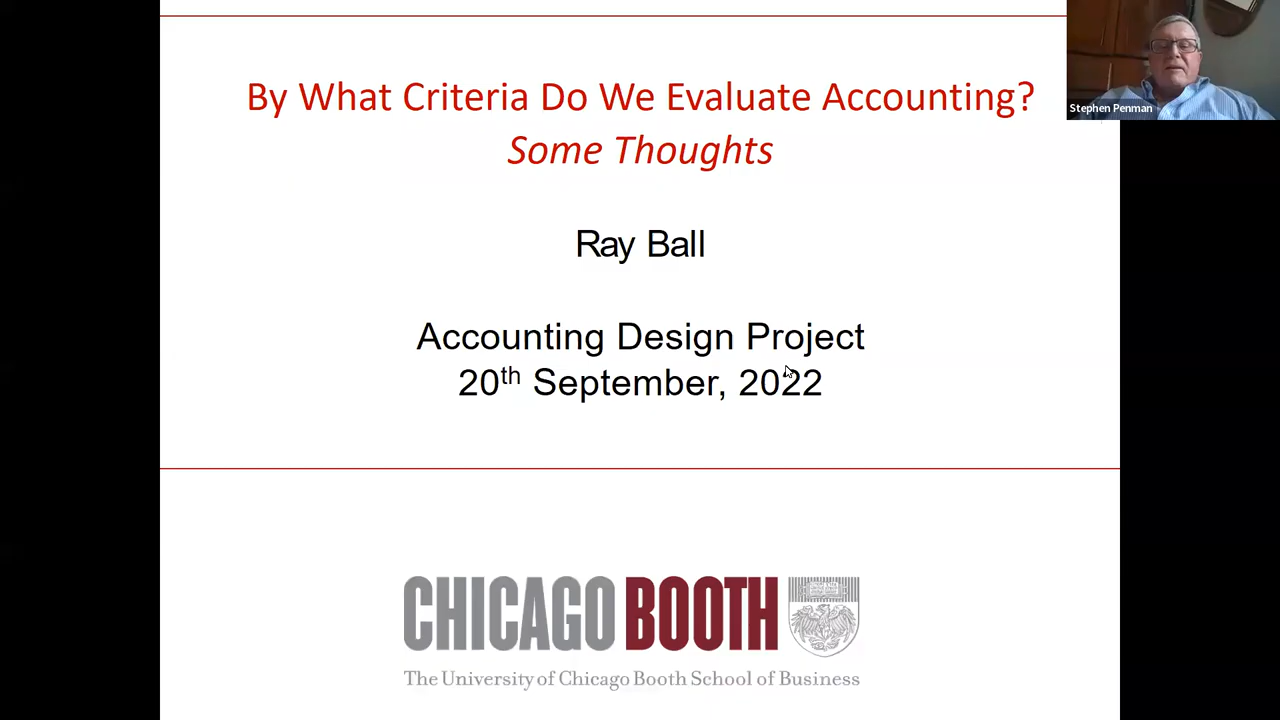 By What Criteria Do We Evaluate Accounting?
Some Thoughts
Stephen Penman
Ray Ball
Accounting Design Project
20th September, 2022
CHICAGO BOOTH
The University of Chicago Booth School of Business